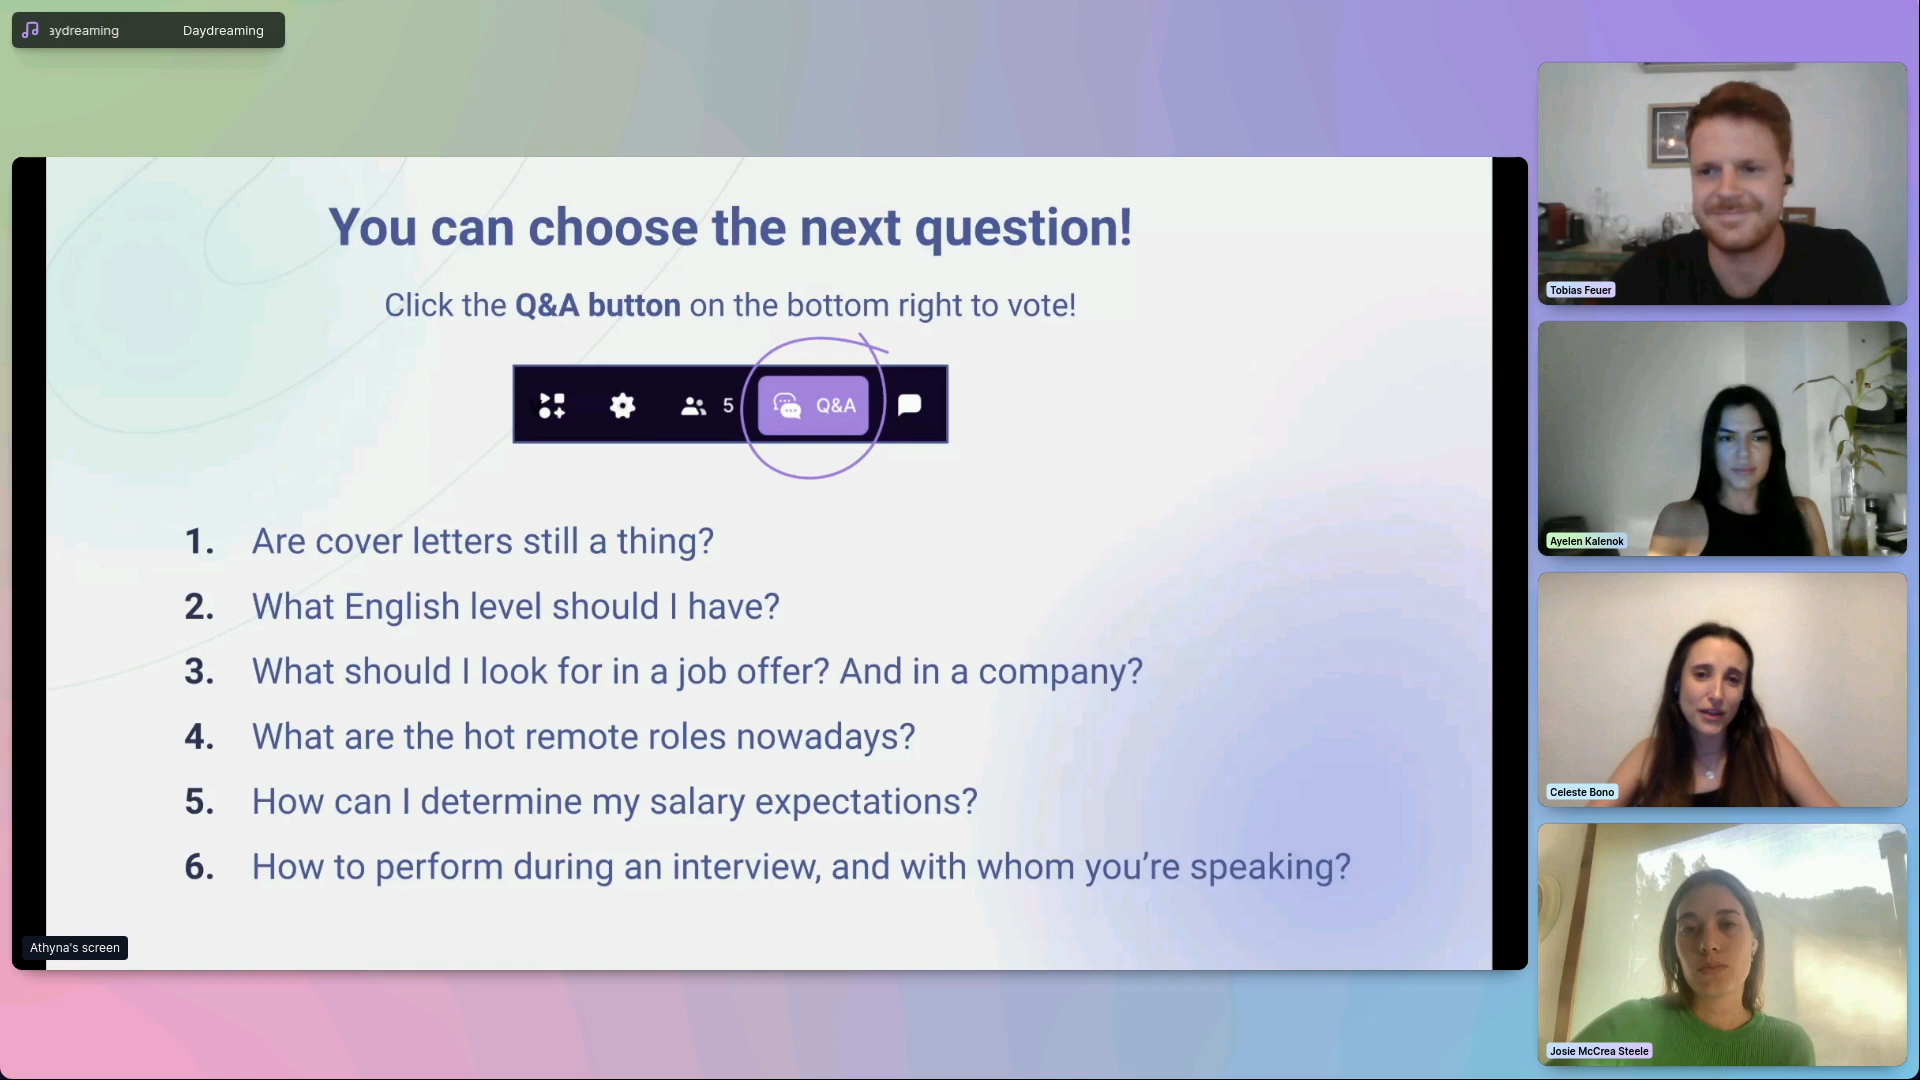 aydreaming Daydreaming
You can choose the next question!
Click the Q&A button on the bottom right to vote!
5 Q&A
1. Are cover letters still a thing?
2. What English level should I have?
3. What should I look for in a job offer? And in a company?
4. What are the hot remote roles nowadays?
5. How can I determine my salary expectations?
6. How to perform during an interview, and with whom you’re speaking?
Athyna's screen
Tobias Feuer
Ayelen Kalenok
Celeste Bono
Josie McCrea Steele